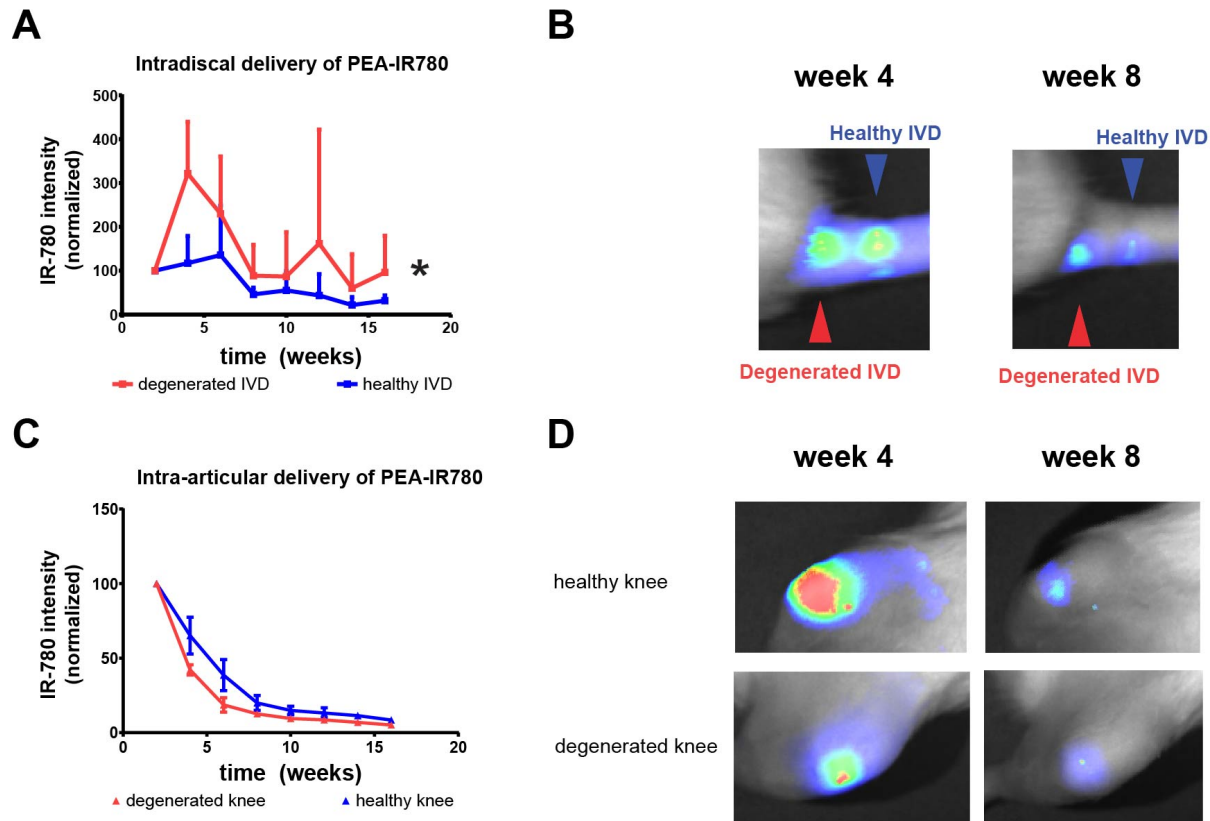 A
Intradiscal delivery of PEA-IR780
IR-780 intensity
(normalized)
500
400
300
200
100
0
0 5 10 15 20
*
time (weeks)
degenerated IVD healthy IVD
B
week 4 week 8
Healthy IVD Healthy IVD
Degenerated IVD Degenerated IVD
C
Intra-articular delivery of PEA-IR780
IR-780 intensity
(normalized)
150
100
50
0
0 5 10 15 20
time (weeks)
degenerated knee healthy knee
D
week 4 week 8
healthy knee
degenerated knee